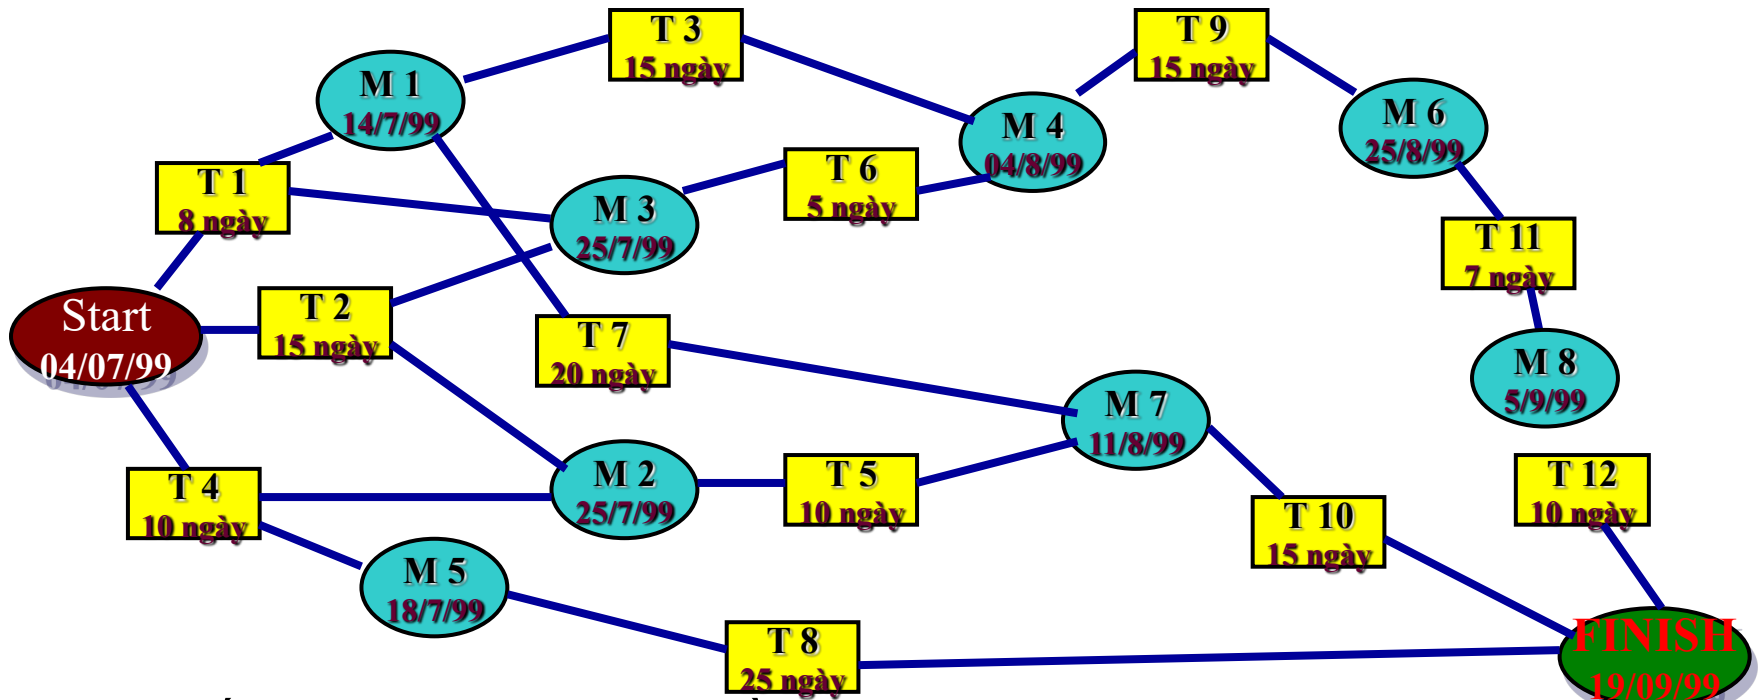 T 3
15 ngày
T 9
15 ngày
M 1
14/7/99
M 4
04/8/99
M 6
25/8/99
T 1
8 ngày
T 6
5 ngày
M 3
25/7/99
T 11
7 ngày
Start
04/07/99
T 2
15 ngày
T 7
20 ngày
M 8
5/9/99
M 7
11/8/99
T 4
10 ngày
M 2
25/7/99
T 5
10 ngày
T 12
10 ngày
T 10
15 ngày
M 5
18/7/99
T 8
25 ngày
FINISH
19/09/99